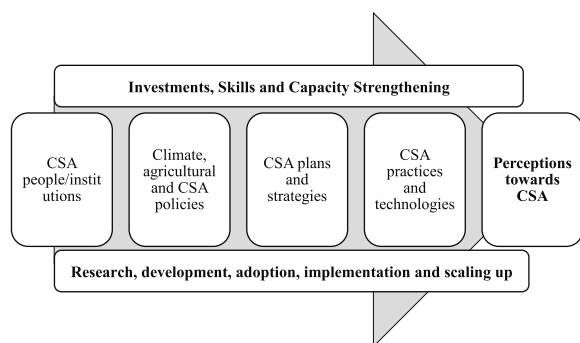 Investments, Skills and Capacity Strengthening
CSA
people/instit
utions
Climate,
agricultural
and CSA
policies
CSA plans
and
strategies
CSA
practices
and
technologies
Perceptions
towards
CSA
Research, development, adoption, implementation and scaling up